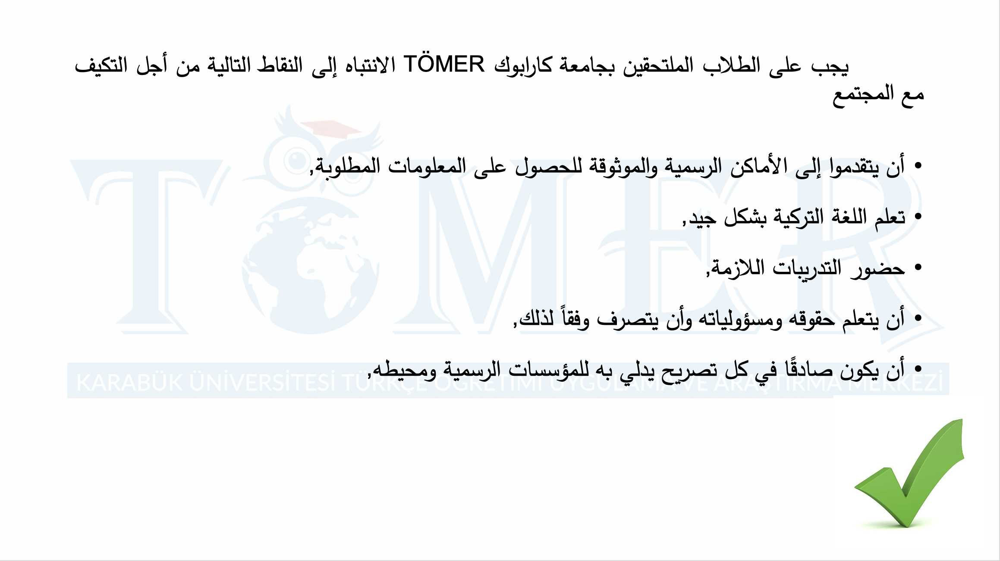 يجب على الطلاب الملتحقين بجامعة كارابوك TÖMER الانتباه إلى النقاط التالية من أجل التكيف
مع المجتمع
• أن يتقدموا إلى الأماكن الرسمية والموثوقة للحصول على المعلومات المطلوبة,
• تعلم اللغة التركية بشكل جيد,
• حضور التدريبات اللازمة,
• أن يتعلم حقوقه ومسؤولياته وأن يتصرف وفقاً لذلك,
• أن يكون صادقًا في كل تصريح يدلي به للمؤسسات الرسمية ومحيطه,
TÖMER
KARABÜK ÜNİVERSİTESİ TÜRKÇE ÖĞRETİMİ UYGULAMA VE ARAŞTIRMA MERKEZİ